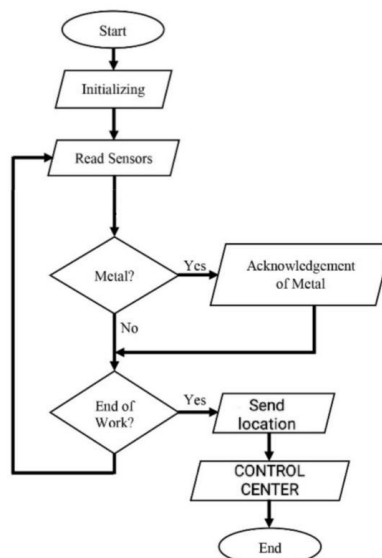 Start
Initializing
Read Sensors
Metal?
Yes
Acknowledgement
of Metal
No
End of
Work?
Yes
Send
location
CONTROL
CENTER
End